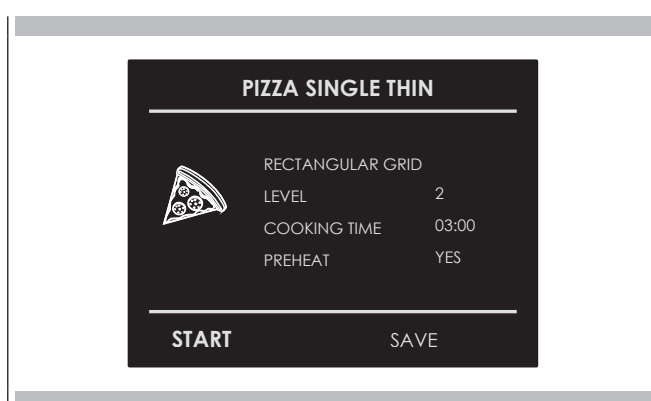 PIZZA SINGLE THIN
RECTANGULAR GRID
LEVEL 2
COOKING TIME 03:00
PREHEAT YES
START SAVE